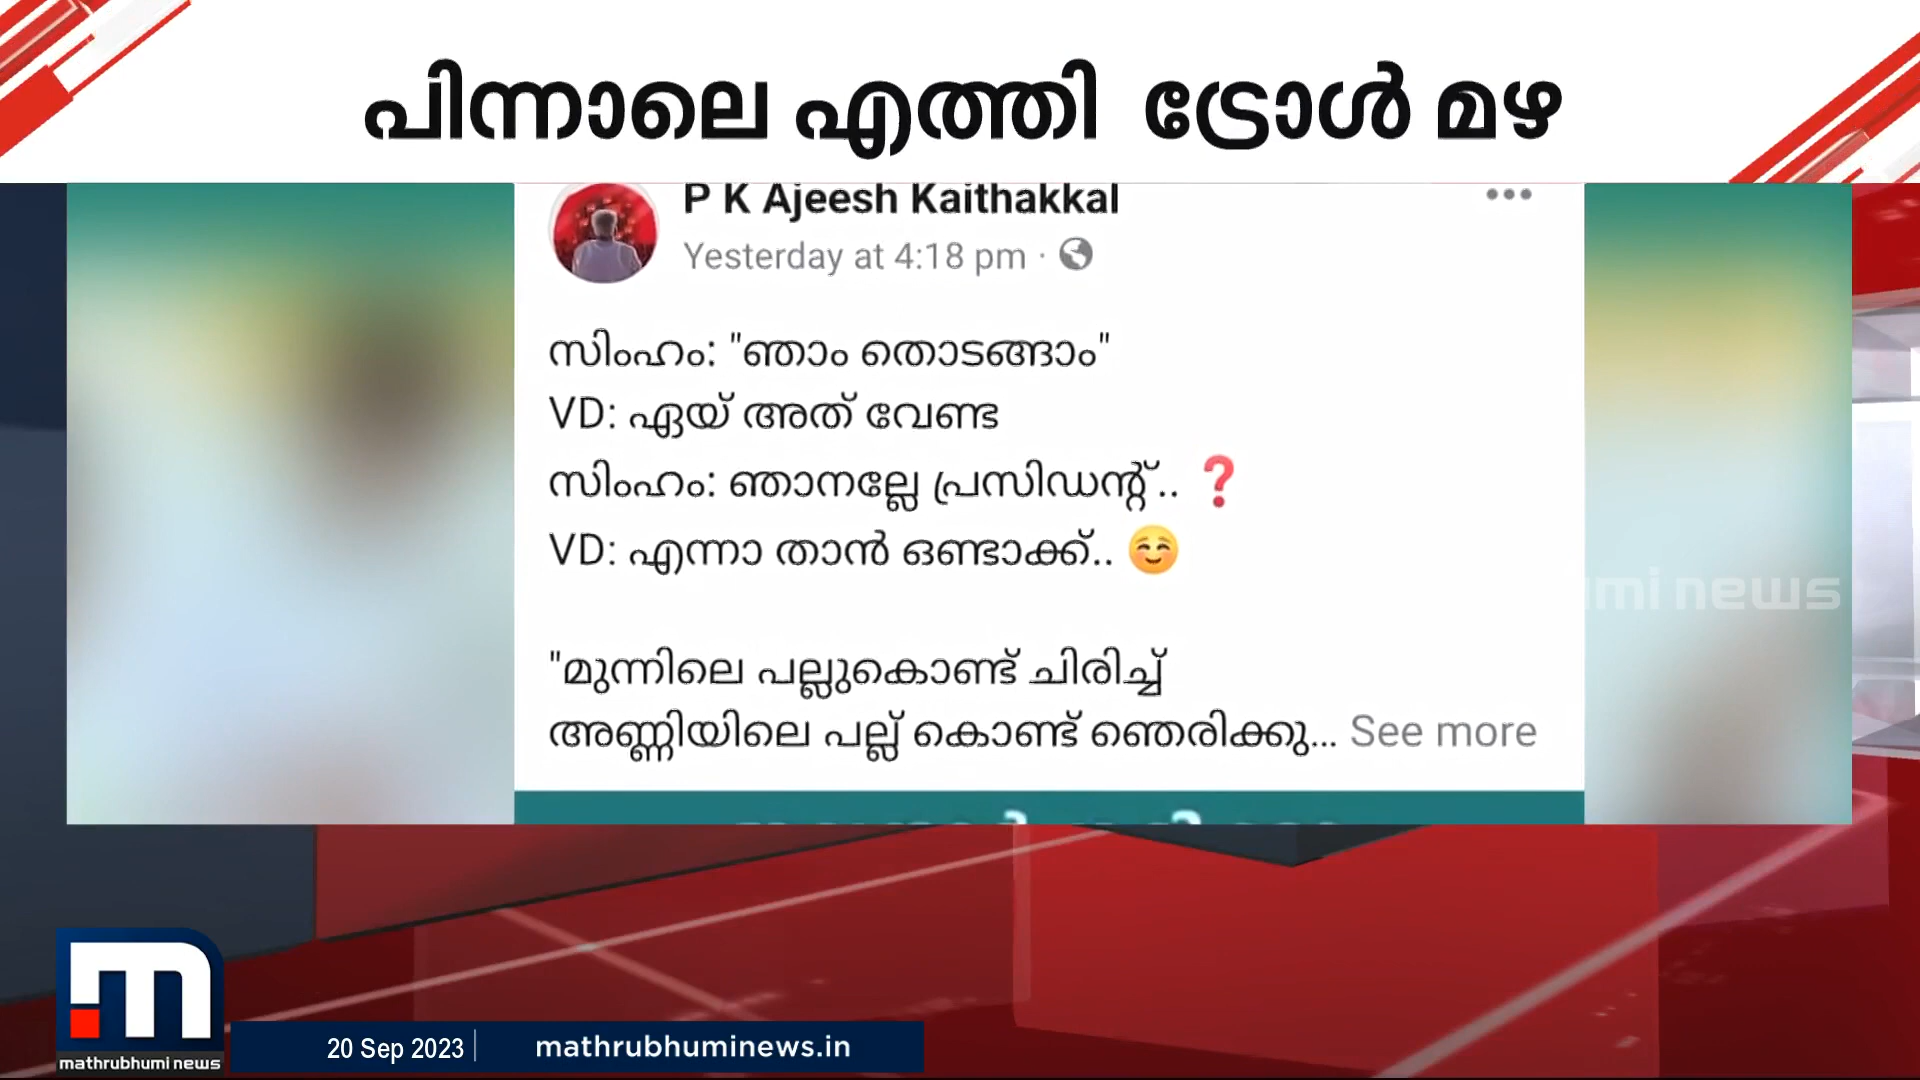 പിന്നാലെ എത്തി ട്രോൾ മഴ
P K Ajeesh Kaithakkal
Yesterday at 4:18 pm ·
സിംഹം: "ഞാം തൊടങ്ങാം"
VD: ഏയ് അത് വേണ്ട
സിംഹം: ഞാനല്ലേ പ്രസിഡന്റ്.. ❓
VD: എന്നാ താൻ ഒണ്ടാക്ക്.. ☺️
"മുന്നിലെ പല്ലുകൊണ്ട് ചിരിച്ച്
അണ്ണിയിലെ പല്ല് കൊണ്ട് ഞെരിക്കു... See more
news
mathrubhumi news
20 Sep 2023
mathrubhuminews.in